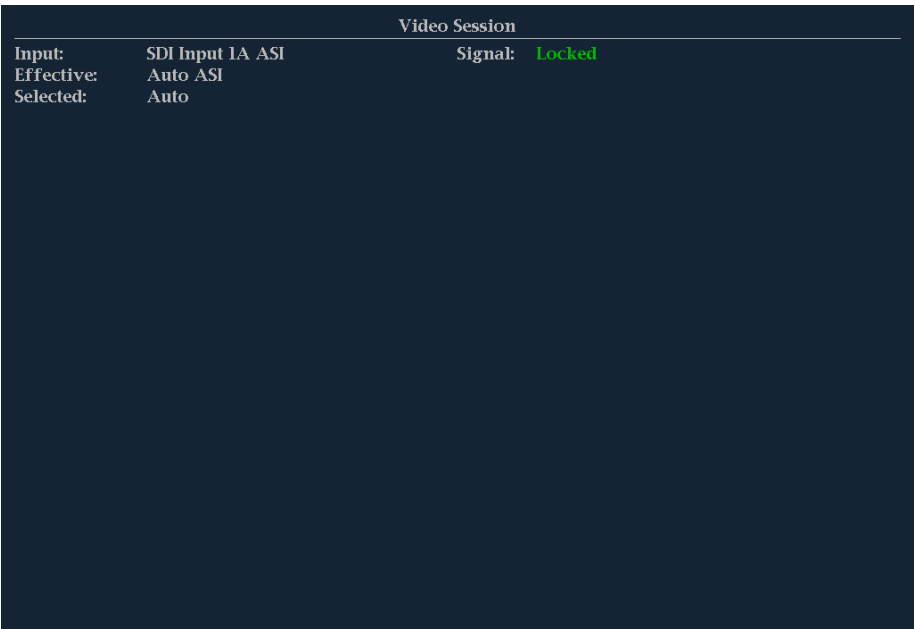 Video Session
Input: SDI Input 1A ASI Signal: Locked
Effective: Auto ASI
Selected: Auto